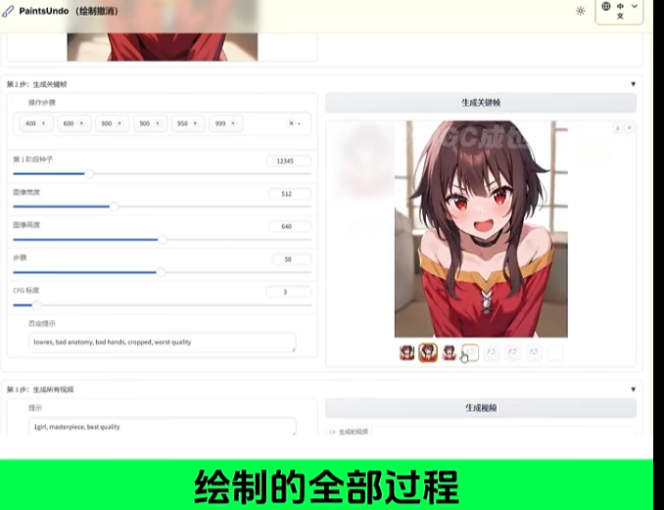 PaintsUndo （绘制撤消）
中
文
第 2 步：生成关键帧
操作步骤
400 × 600 × 800 × 900 × 950 × 999 ×
第 1 阶段种子
12345
图像宽度
512
图像高度
640
步骤
50
CFG 标度
3
否定提示
lowres, bad anatomy, bad hands, cropped, worst quality
生成关键帧
第 3 步：生成所有视频
提示
1girl, masterpiece, best quality
生成视频
生成的视频
绘制的全部过程